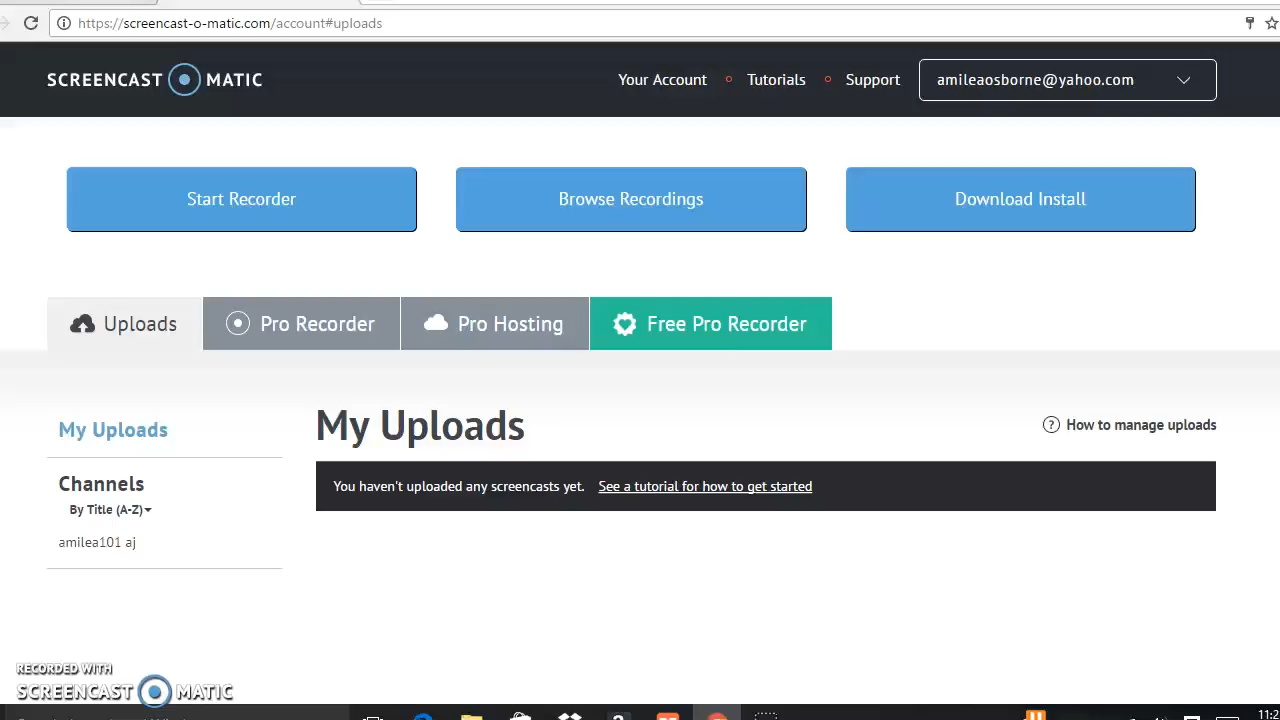 https://screencast-o-matic.com/account#uploads
SCREENCAST MATIC
Your Account Tutorials Support amileaosborne@yahoo.com
Start Recorder Browse Recordings Download Install
Uploads Pro Recorder Pro Hosting Free Pro Recorder
My Uploads
Channels
By Title (A-Z)
amilea101 aj
My Uploads
? How to manage uploads
You haven't uploaded any screencasts yet. See a tutorial for how to get started
RECORDED WITH
SCREENCAST MATIC